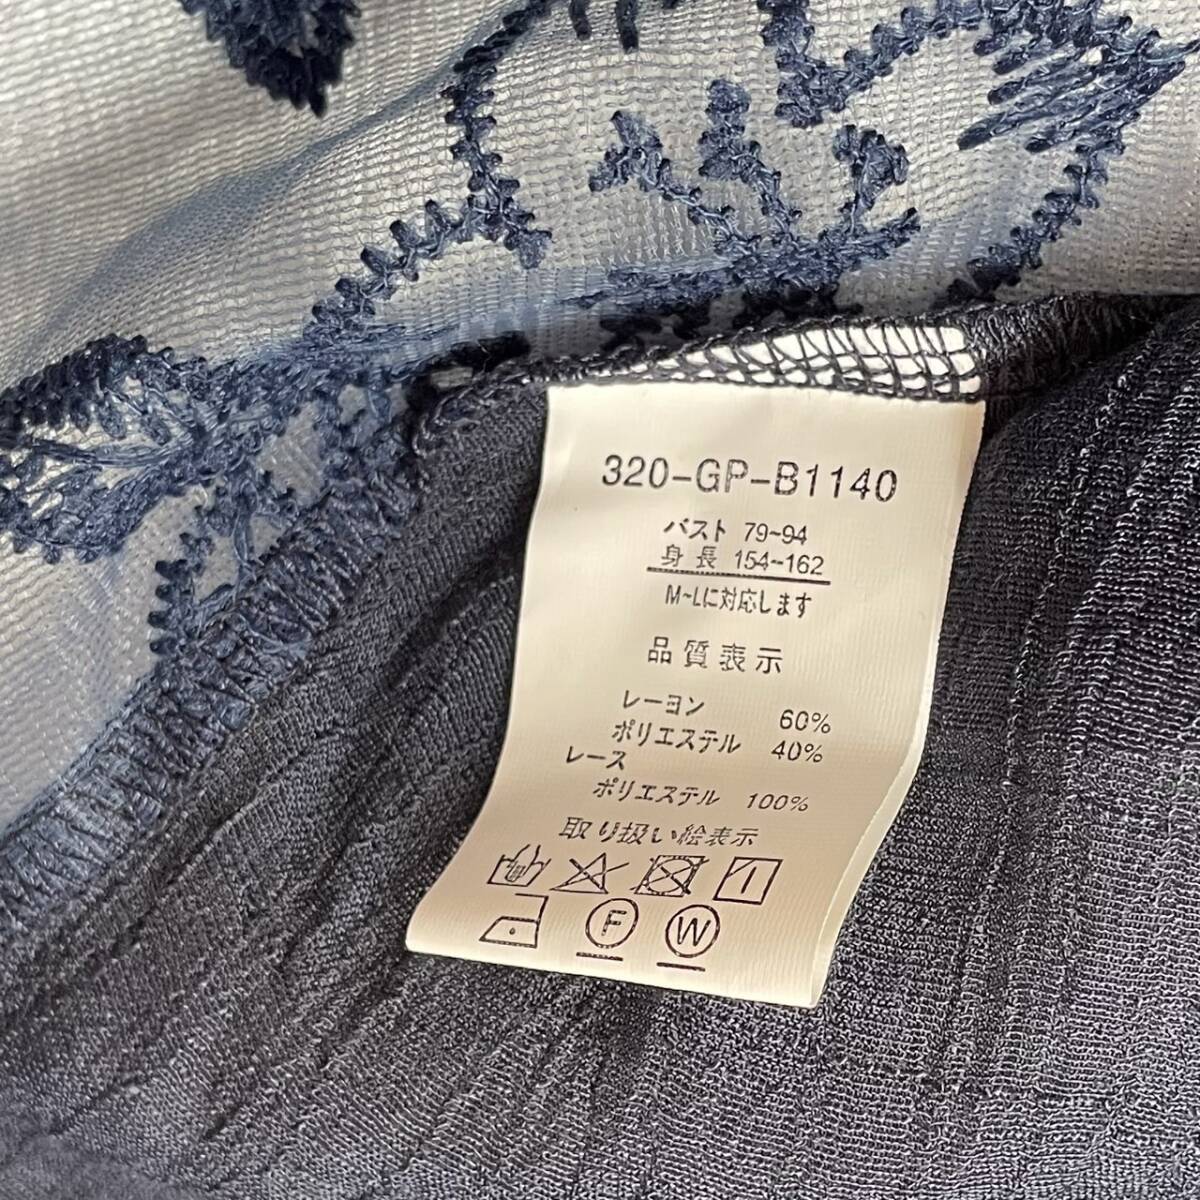 320-GP-B1140
バスト 79~94
身長 154~162
M~Lに対応します
品質表示
レーヨン 60%
ポリエステル 40%
レース
ポリエステル 100%
取り扱い絵表示
F W